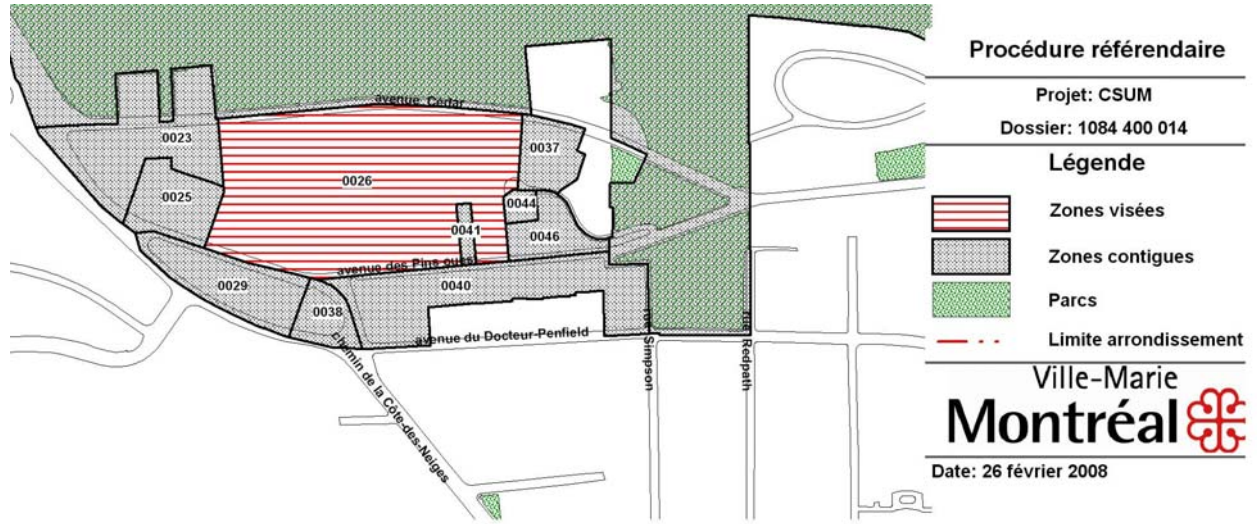 avenue Cedar
0023
0037
0026
0025
0044
0041
0046
avenue des Pins oues
0029
0040
0038
avenue du Docteur-Penfield
chemin de la Côte-des-Neiges
rue Simpson
rue Redpath
Procédure référendaire
Projet: CSUM
Dossier: 1084 400 014
Légende
Zones visées
Zones contigues
Parcs
Limite arrondissement
Ville-Marie
Montréal
Date: 26 février 2008